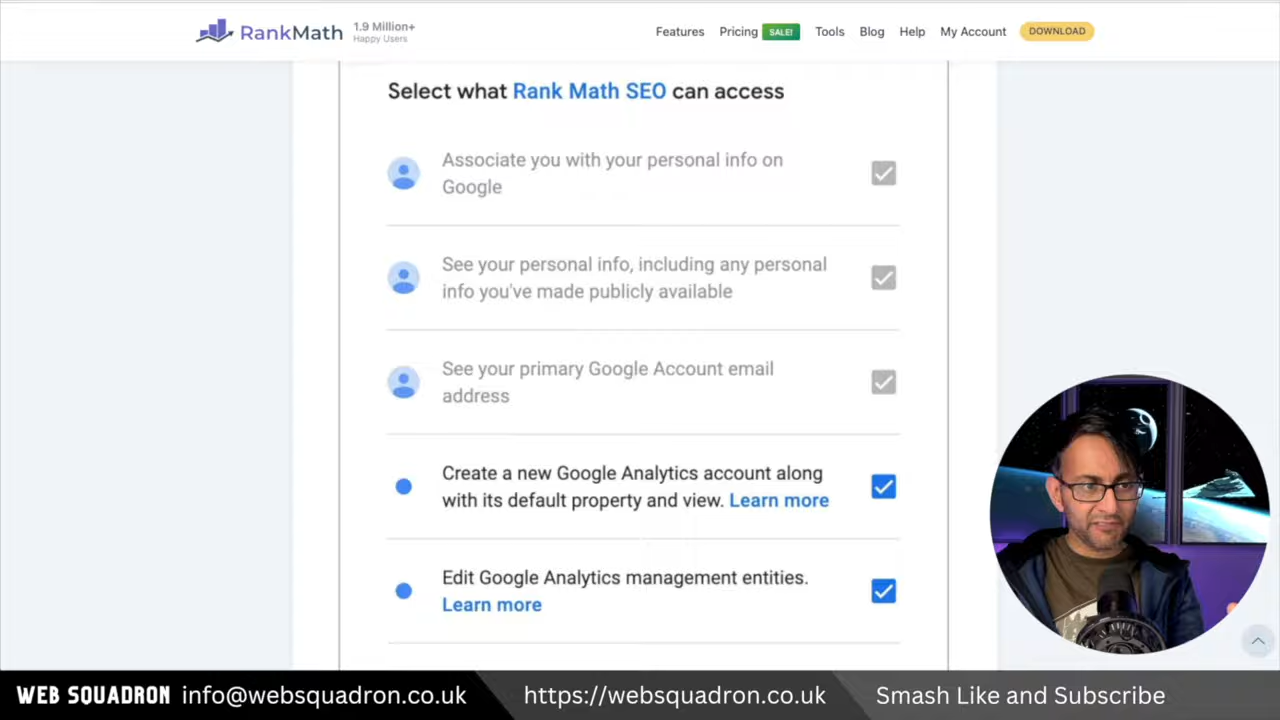 RankMath
1.9 Million+
Happy Users
Features
Pricing SALE!
Tools
Blog
Help
My Account
DOWNLOAD
Select what Rank Math SEO can access
Associate you with your personal info on
Google
See your personal info, including any personal
info you've made publicly available
See your primary Google Account email
address
Create a new Google Analytics account along
with its default property and view. Learn more
Edit Google Analytics management entities.
Learn more
WEB SQUADRON info@websquadron.co.uk
https://websquadron.co.uk
Smash Like and Subscribe